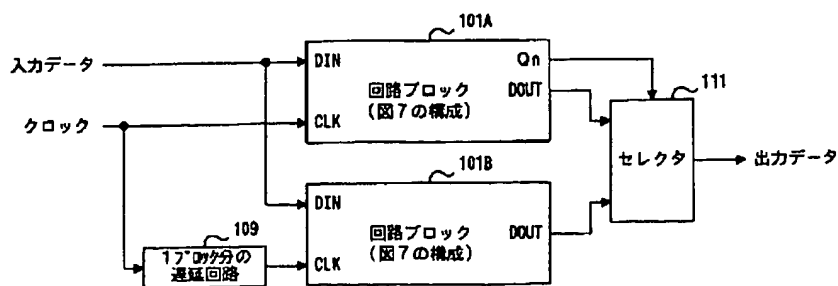 101A
入力データ
DIN
Qn
回路ブロック
(図7の構成)
DOUT
111
クロック
CLK
セレクタ
出力データ
101B
DIN
回路ブロック
(図7の構成)
DOUT
109
1ブロック分の
遅延回路
CLK